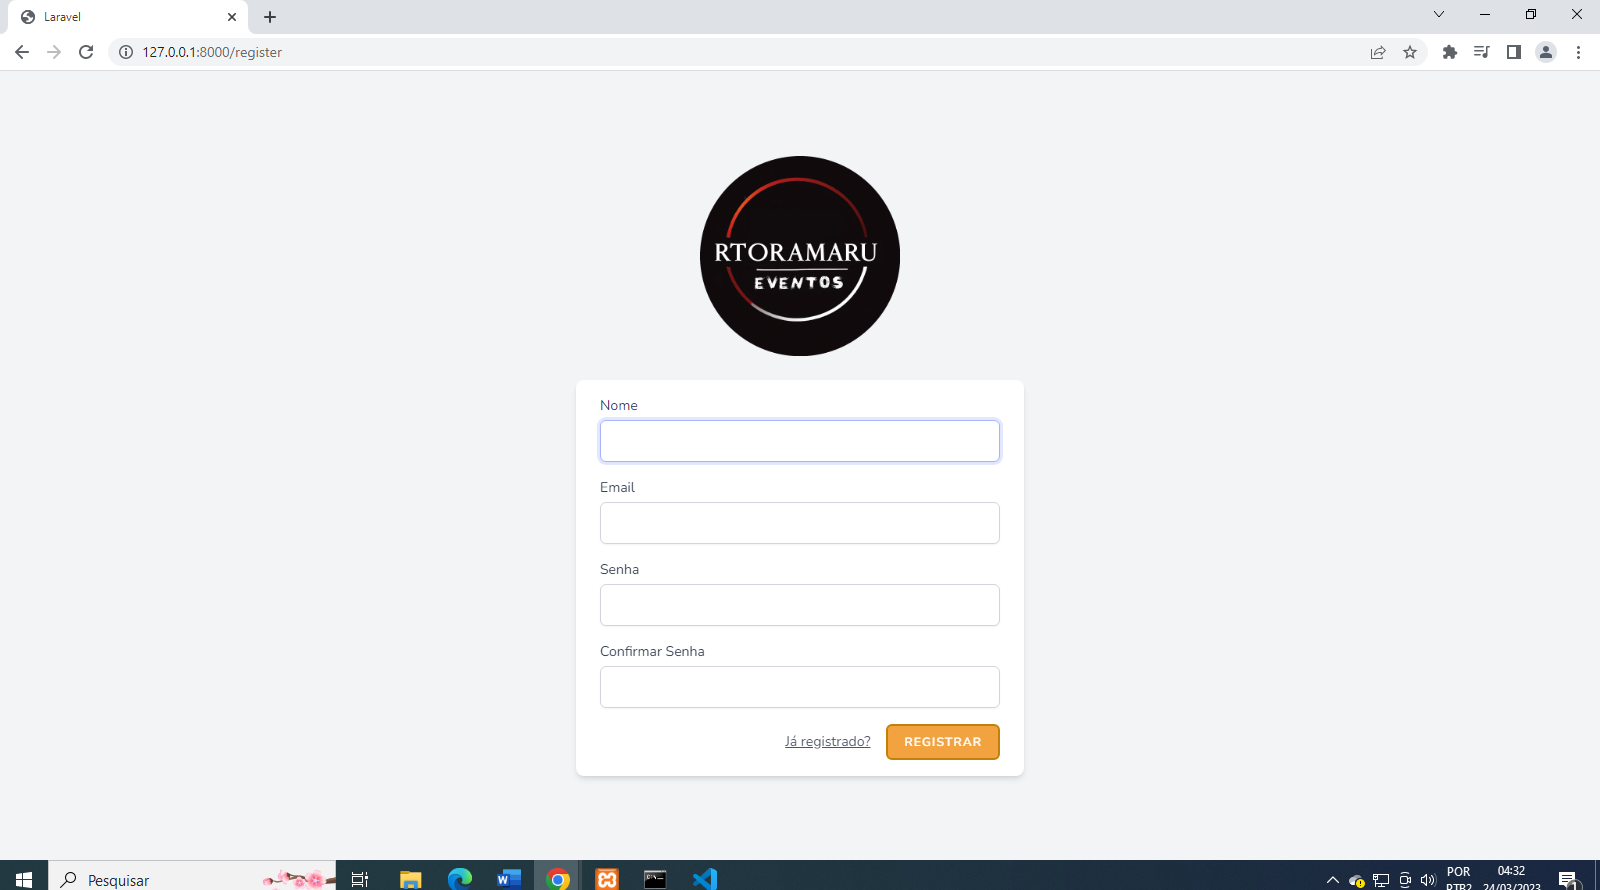 Laravel
127.0.0.1:8000/register
RTORAMARU
EVENTOS
Nome
Email
Senha
Confirmar Senha
Já registrado?
REGISTRAR
Pesquisar
POR
04:32
PTB2
24/03/2023
1